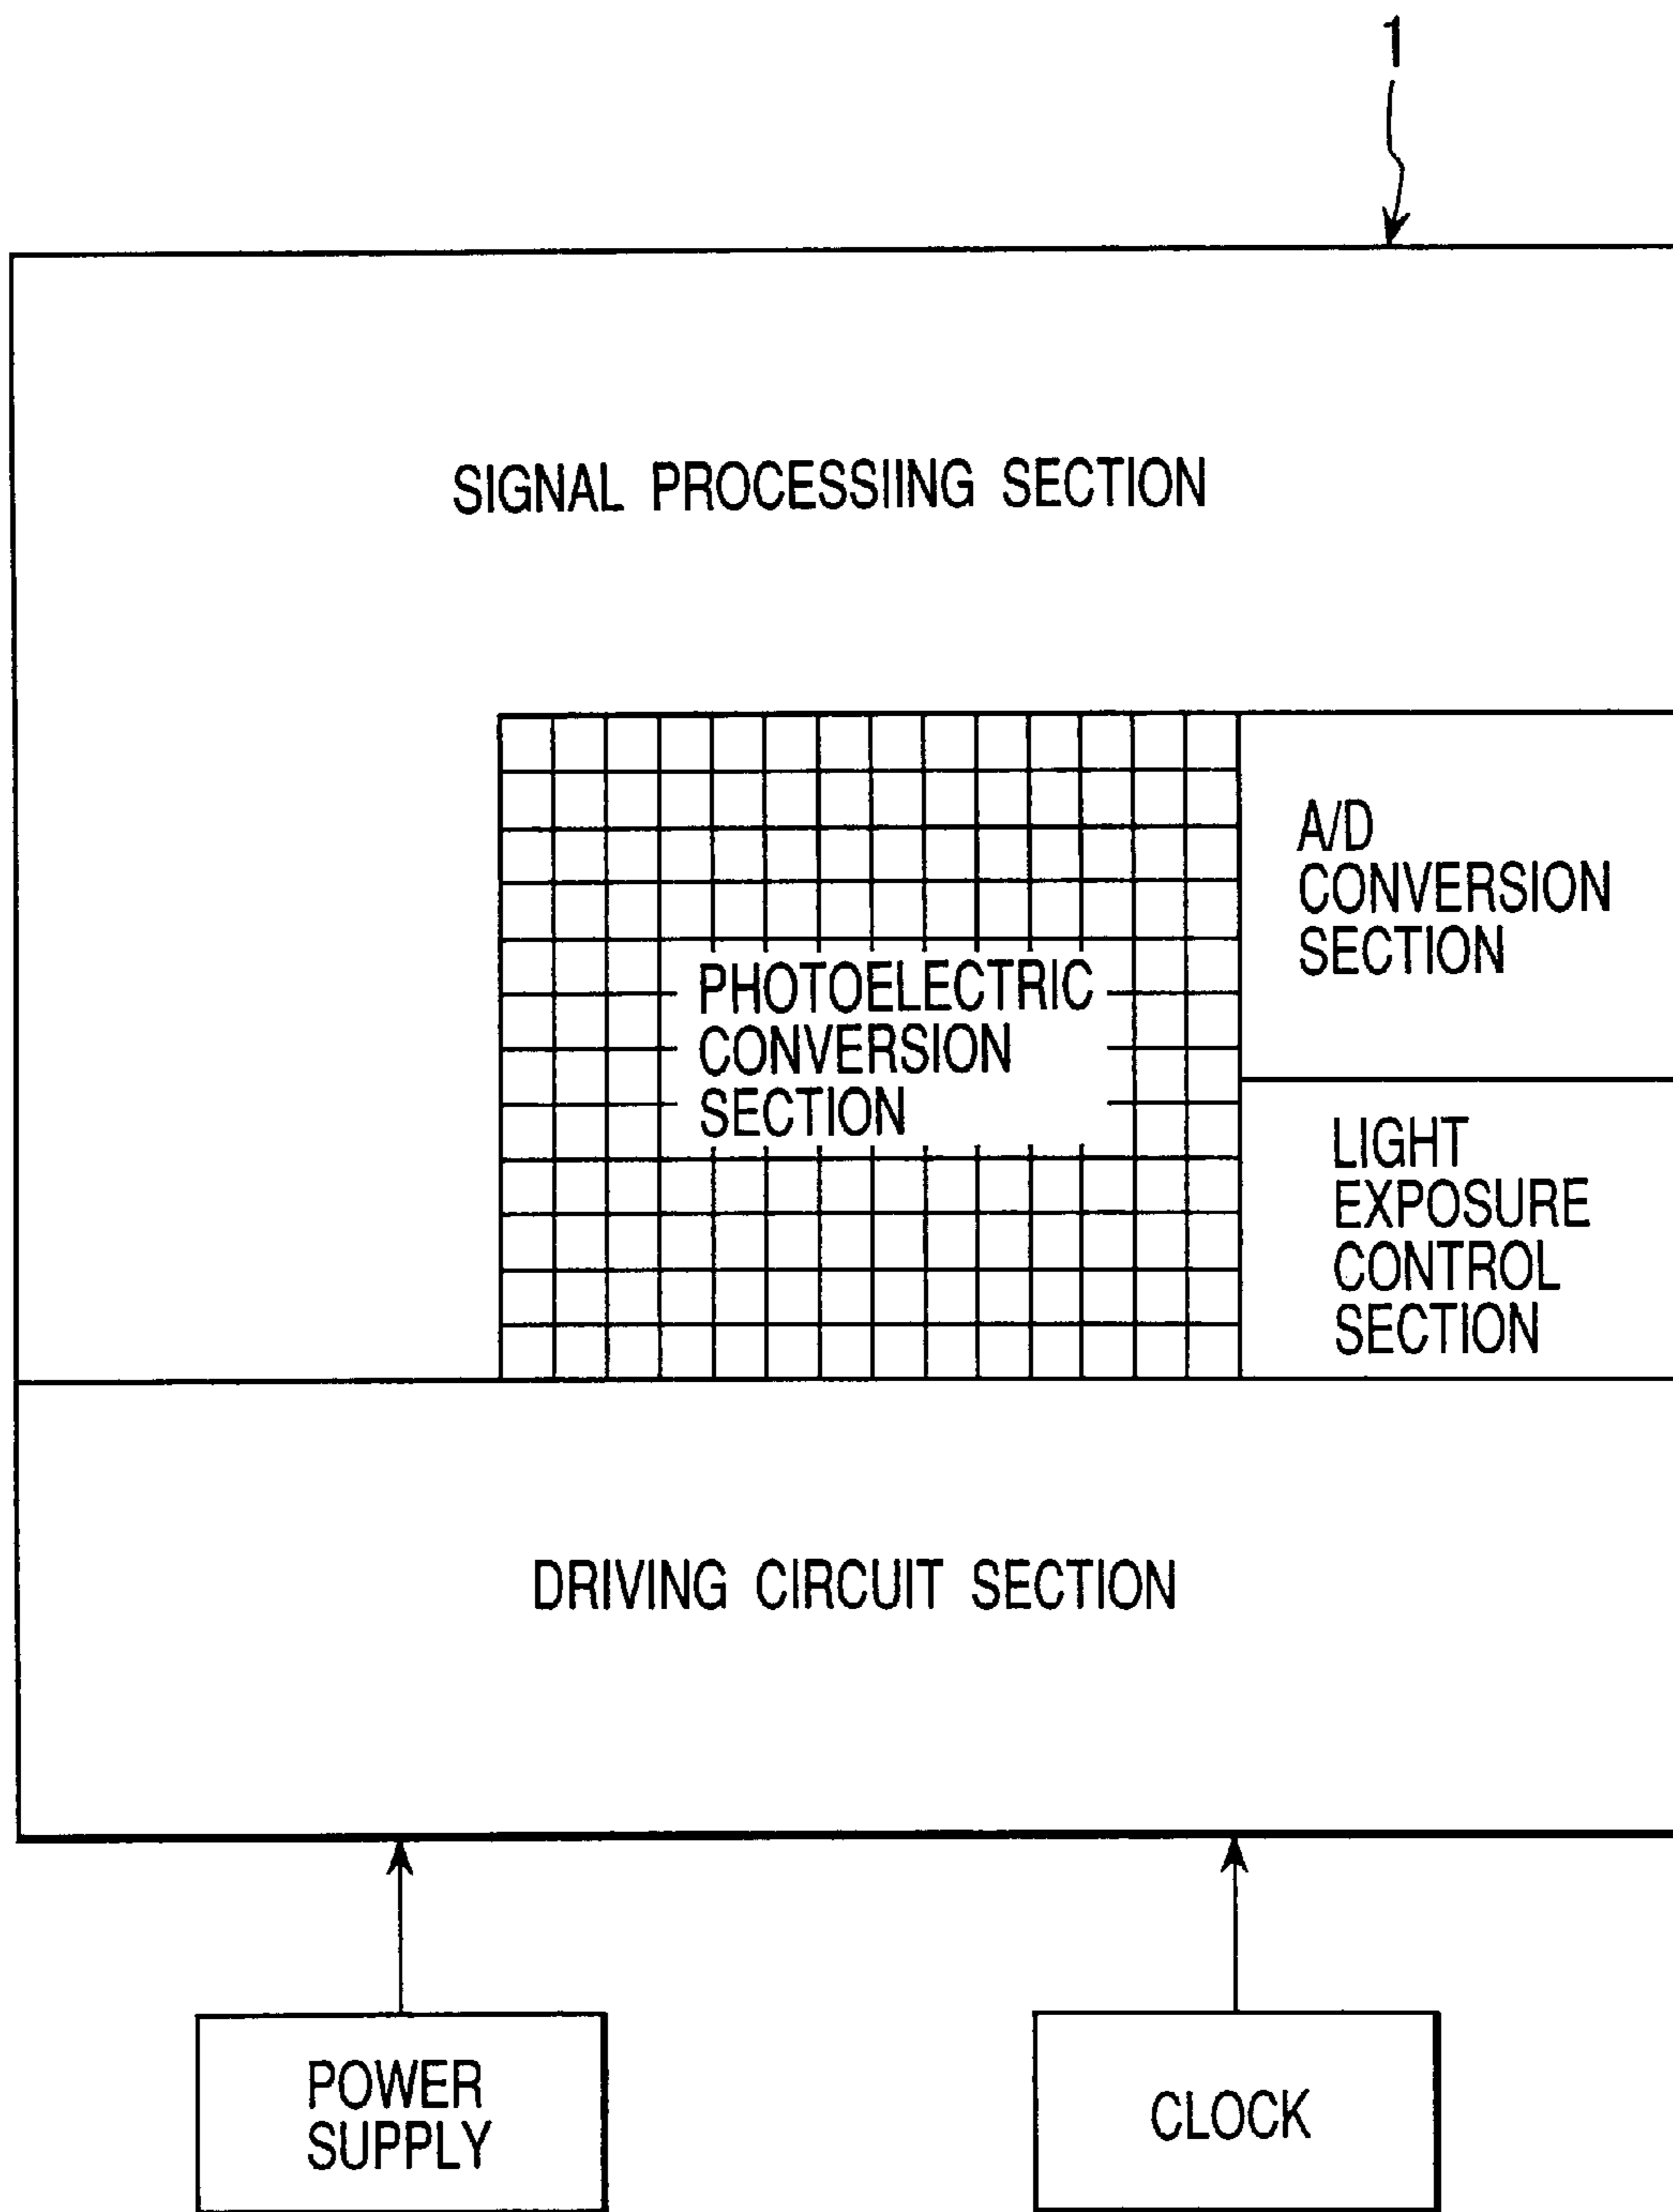 1
SIGNAL PROCESSIING SECTION
A/D
CONVERSION
SECTION
PHOTOELECTRIC
CONVERSION
SECTION
LIGHT
EXPOSURE
CONTROL
SECTION
DRIVING CIRCUIT SECTION
POWER
SUPPLY
CLOCK